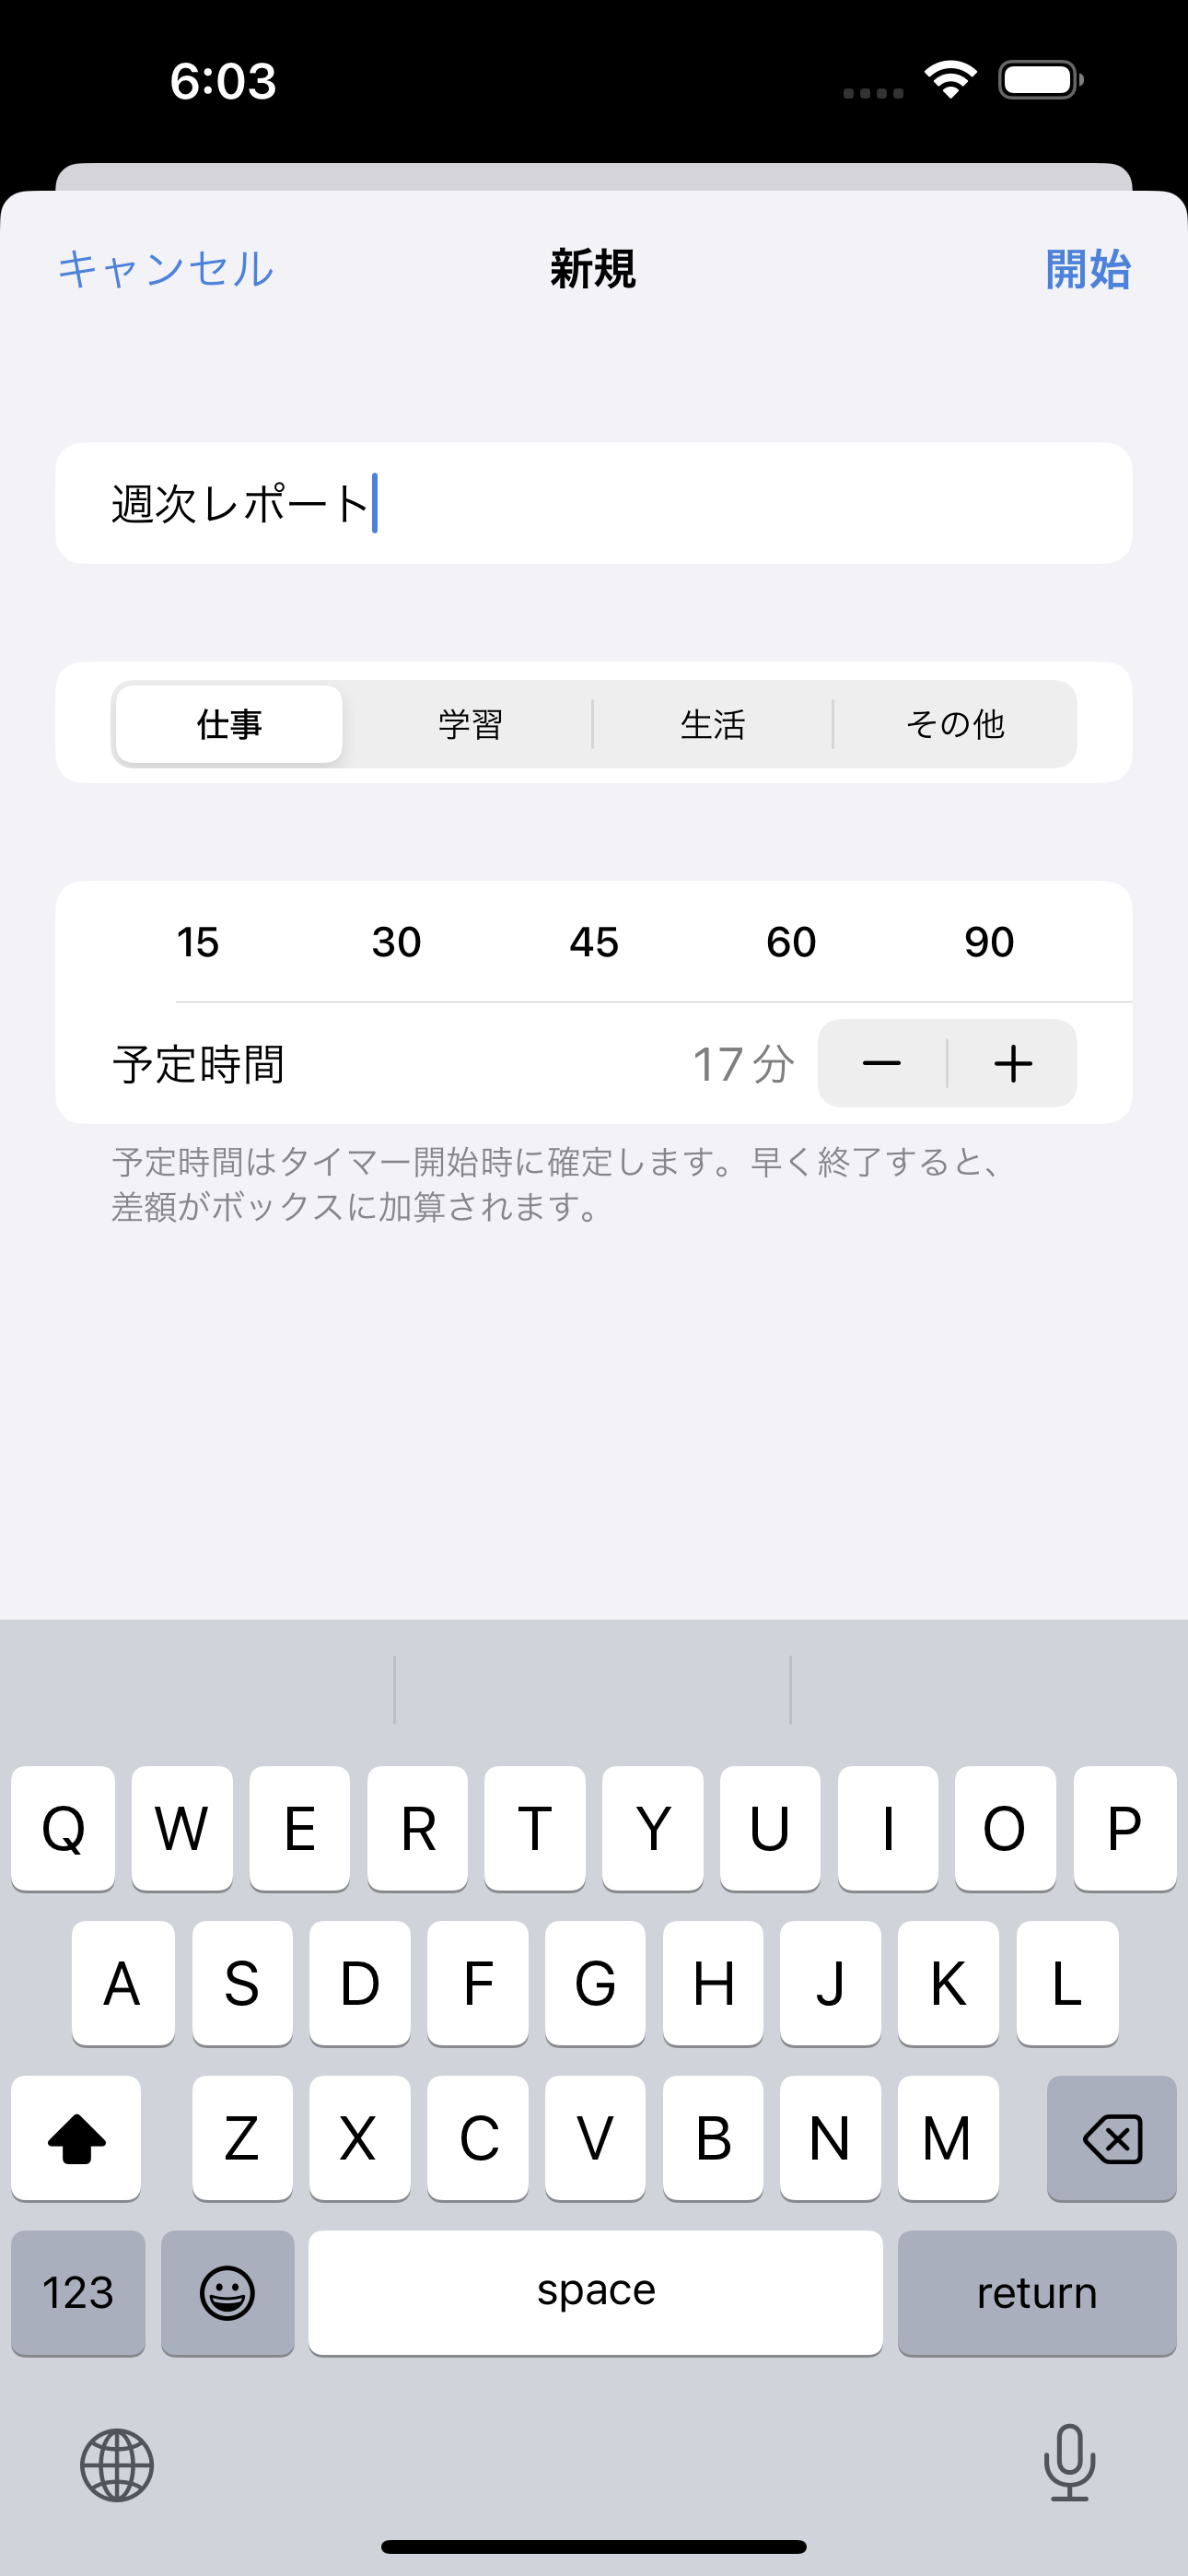 6:03
キャンセル 新規 開始
週次レポート
仕事 学習 生活 その他
15 30 45 60 90
予定時間 17 分
予定時間はタイマー開始時に確定します。早く終了すると、
差額がボックスに加算されます。
Q W E R T Y U I O P
A S D F G H J K L
Z X C V B N M
123 space return